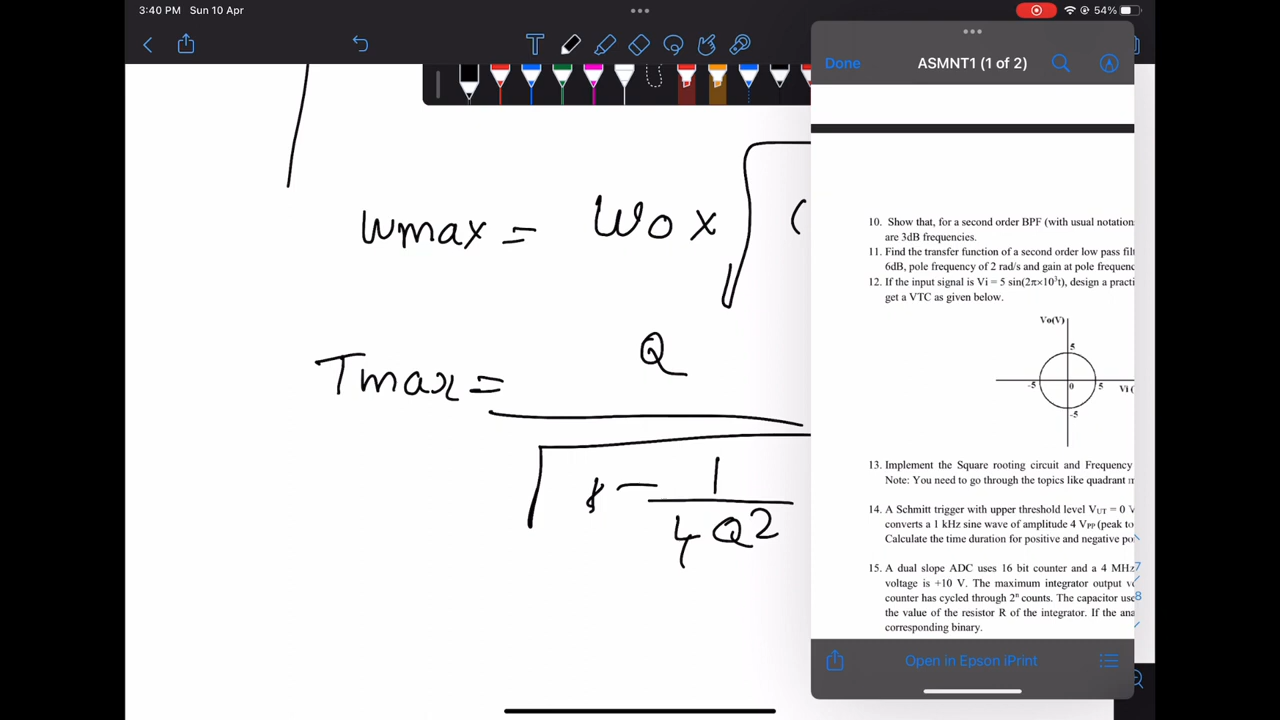 3:40 PM Sun 10 Apr
54%
T
Wmax = Wo x (
Tmax =
Q
1 - 1
4Q2
Done
ASMNT1 (1 of 2)
10. Show that, for a second order BPF (with usual notation
are 3dB frequencies.
11. Find the transfer function of a second order low pass filt
6dB, pole frequency of 2 rad/s and gain at pole frequenc
12. If the input signal is Vi = 5 sin(2π×10³t), design a practi
get a VTC as given below.
Vo(V)
5
-5
0
5
Vi (
-5
13. Implement the Square rooting circuit and Frequency
Note: You need to go through the topics like quadrant m
14. A Schmitt trigger with upper threshold level VUT = 0 V
converts a 1 kHz sine wave of amplitude 4 VPP (peak to
Calculate the time duration for positive and negative po
15. A dual slope ADC uses 16 bit counter and a 4 MHz
voltage is +10 V. The maximum integrator output v
counter has cycled through 2ⁿ counts. The capacitor use
the value of the resistor R of the integrator. If the ana
corresponding binary.
7
8
Open in Epson iPrint